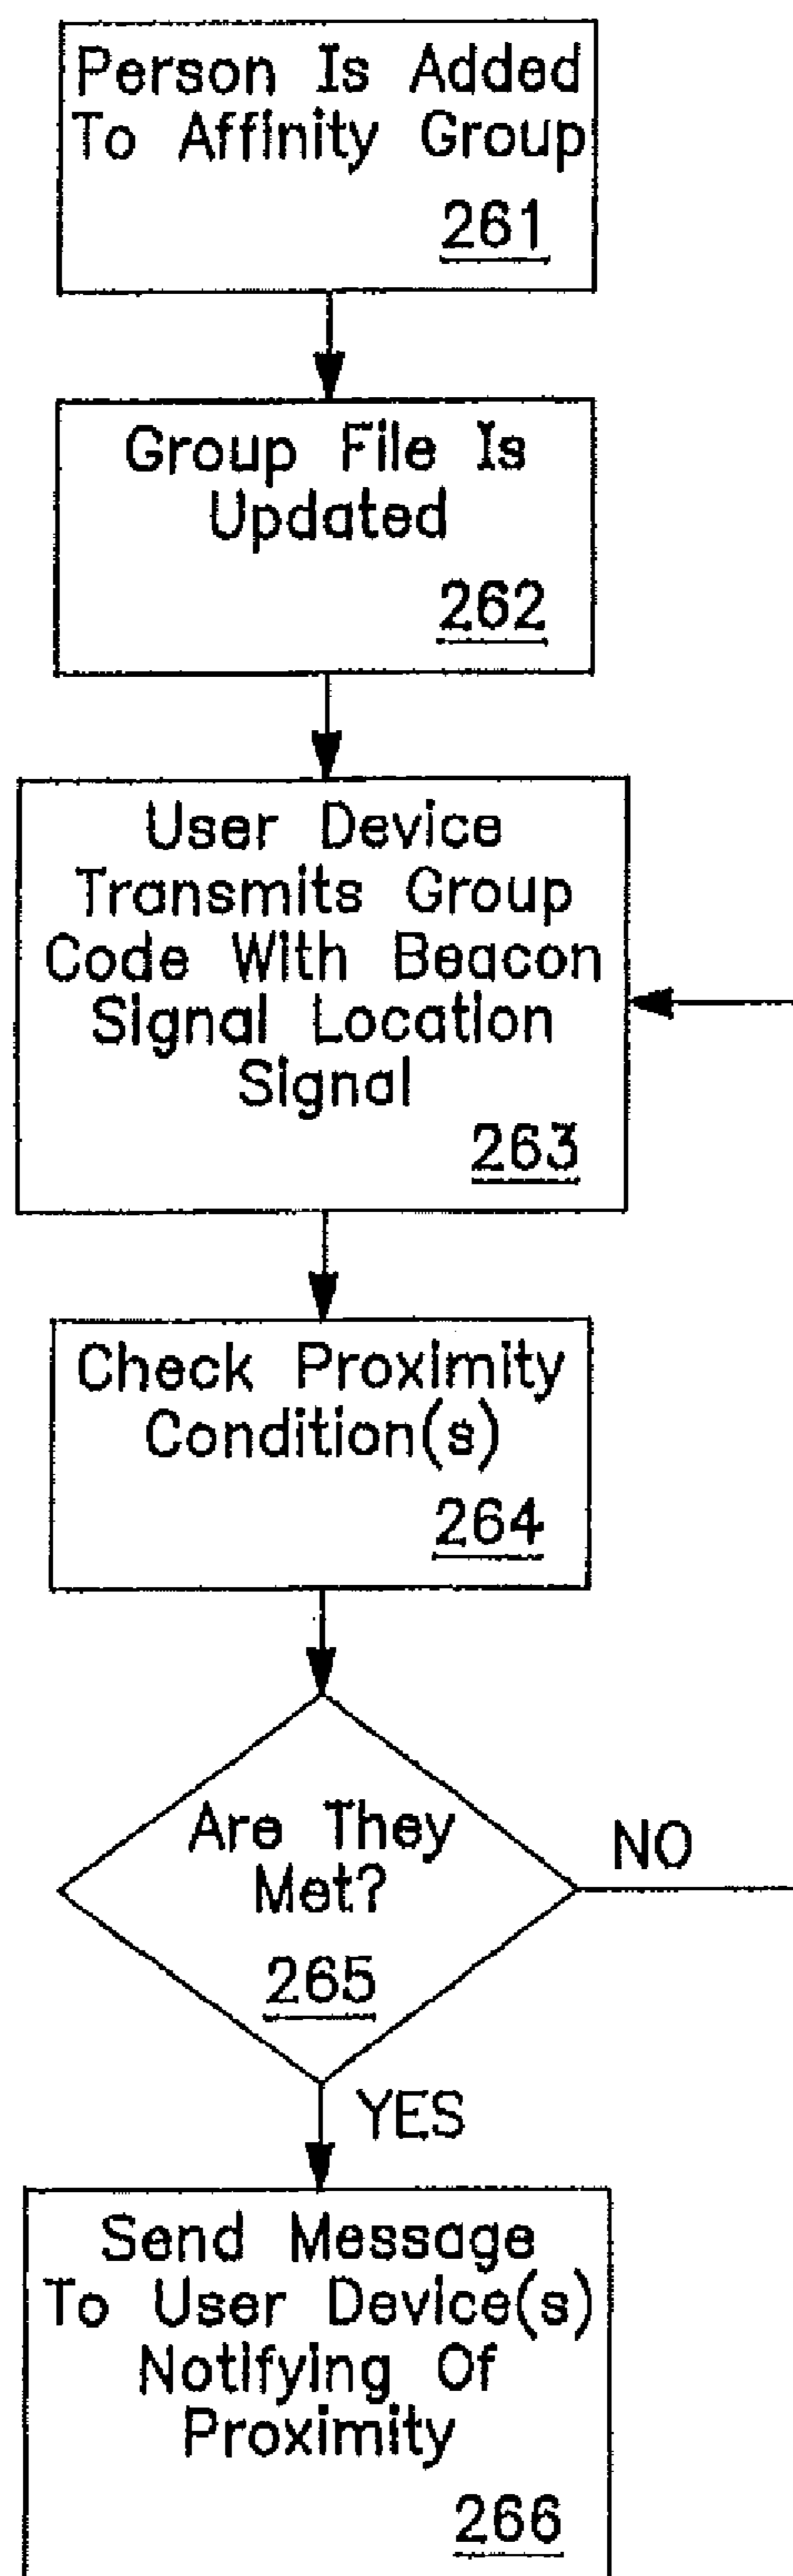 Person Is Added
To Affinity Group
261
Group File Is
Updated
262
User Device
Transmits Group
Code With Beacon
Signal Location
Signal
263
Check Proximity
Condition(s)
264
Are They
Met?
265
NO
YES
Send Message
To User Device(s)
Notifying Of
Proximity
266